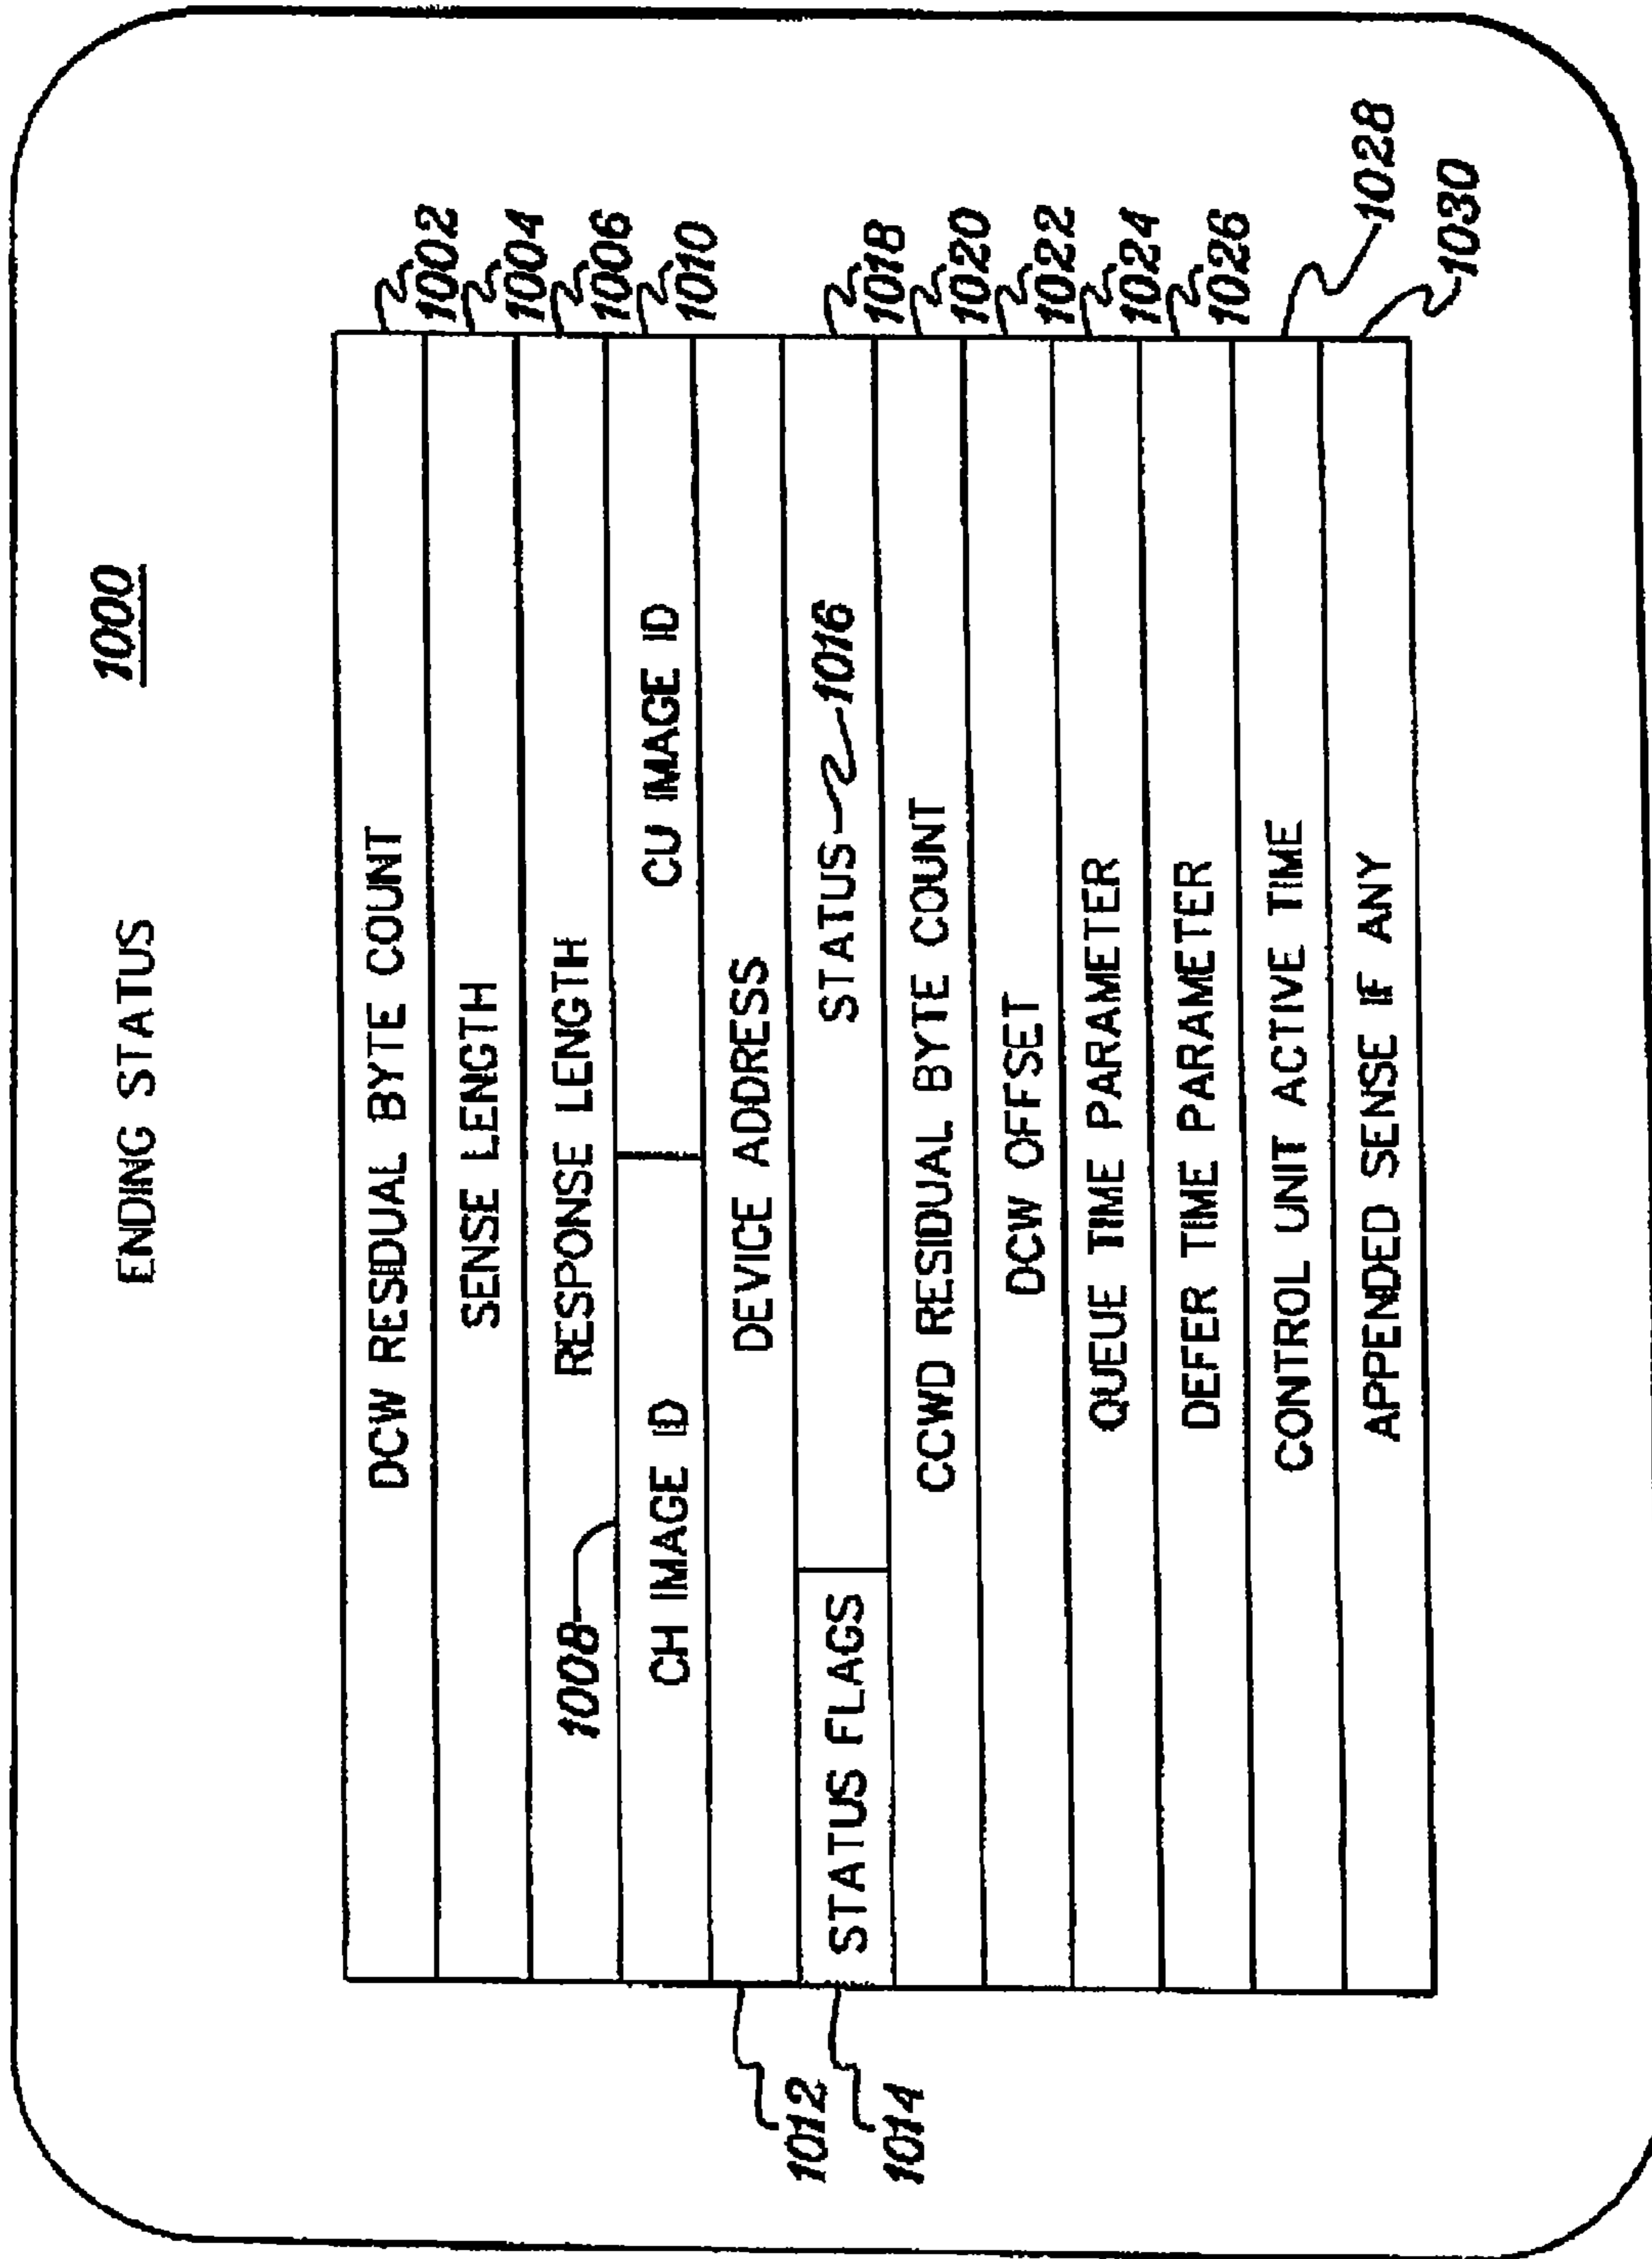 ENDING STATUS 1000
DCW RESIDUAL BYTE COUNT 1002
SENSE LENGTH 1004
1008 RESPONSE LENGTH 1006
CH IMAGE ID CU IMAGE ID 1010
1012 DEVICE ADDRESS
1014 STATUS FLAGS STATUS 1016 1018
CCWD RESIDUAL BYTE COUNT 1020
DCW OFFSET 1022
QUEUE TIME PARAMETER 1024
DEFER TIME PARAMETER 1026
CONTROL UNIT ACTIVE TIME 1028
APPENDED SENSE IF ANY 1030